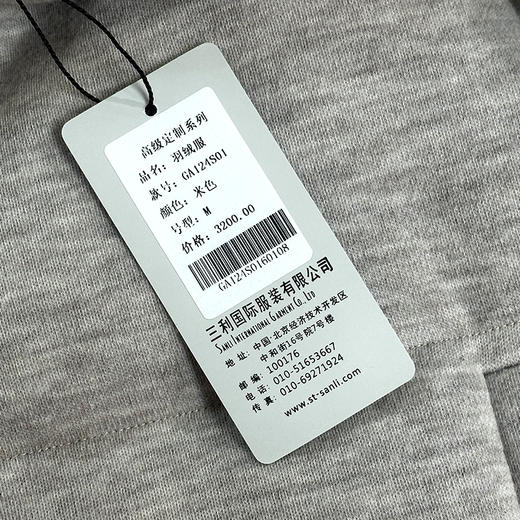 高级定制系列
品名: 羽绒服
款号: GA124S01
颜色: 米色
号型: M
价格: 3200.00
GA124S0160108
三利国际服装有限公司
SANLI INTERNATIONAL GARMENT CO., LTD
地 址: 中国·北京经济技术开发区
中和街16号院7号楼
邮 编: 100176
电 话: 010-51653667
传 真: 010-69271924
www.st-sanli.com